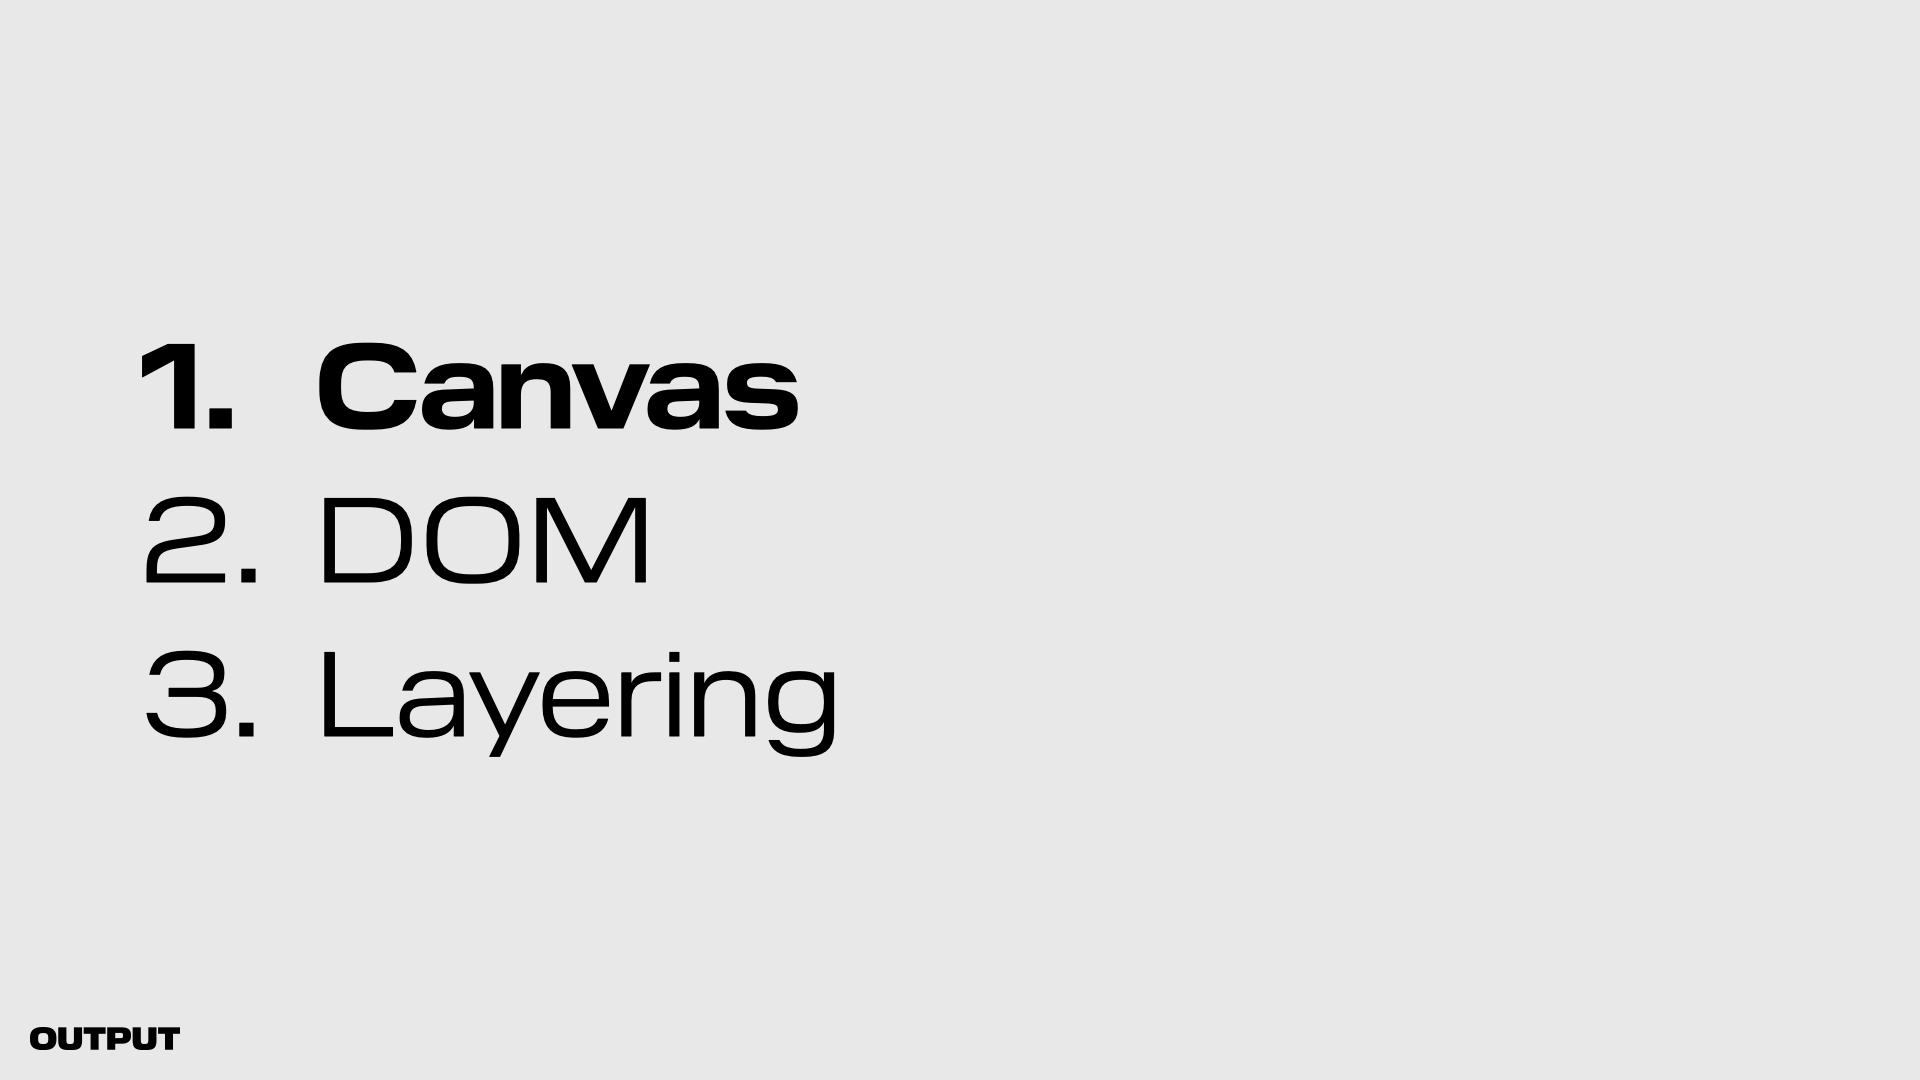 1. Canvas
2. DOM
3. Layering
OUTPUT